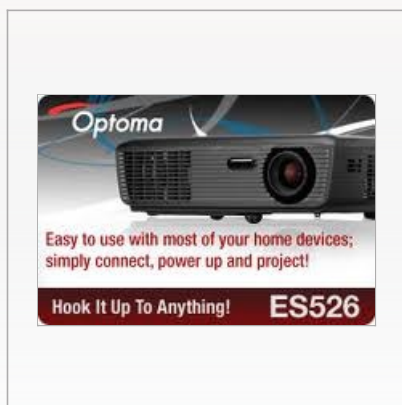 Optoma
Easy to use with most of your home devices;
simply connect, power up and project!
Hook It Up To Anything! ES526